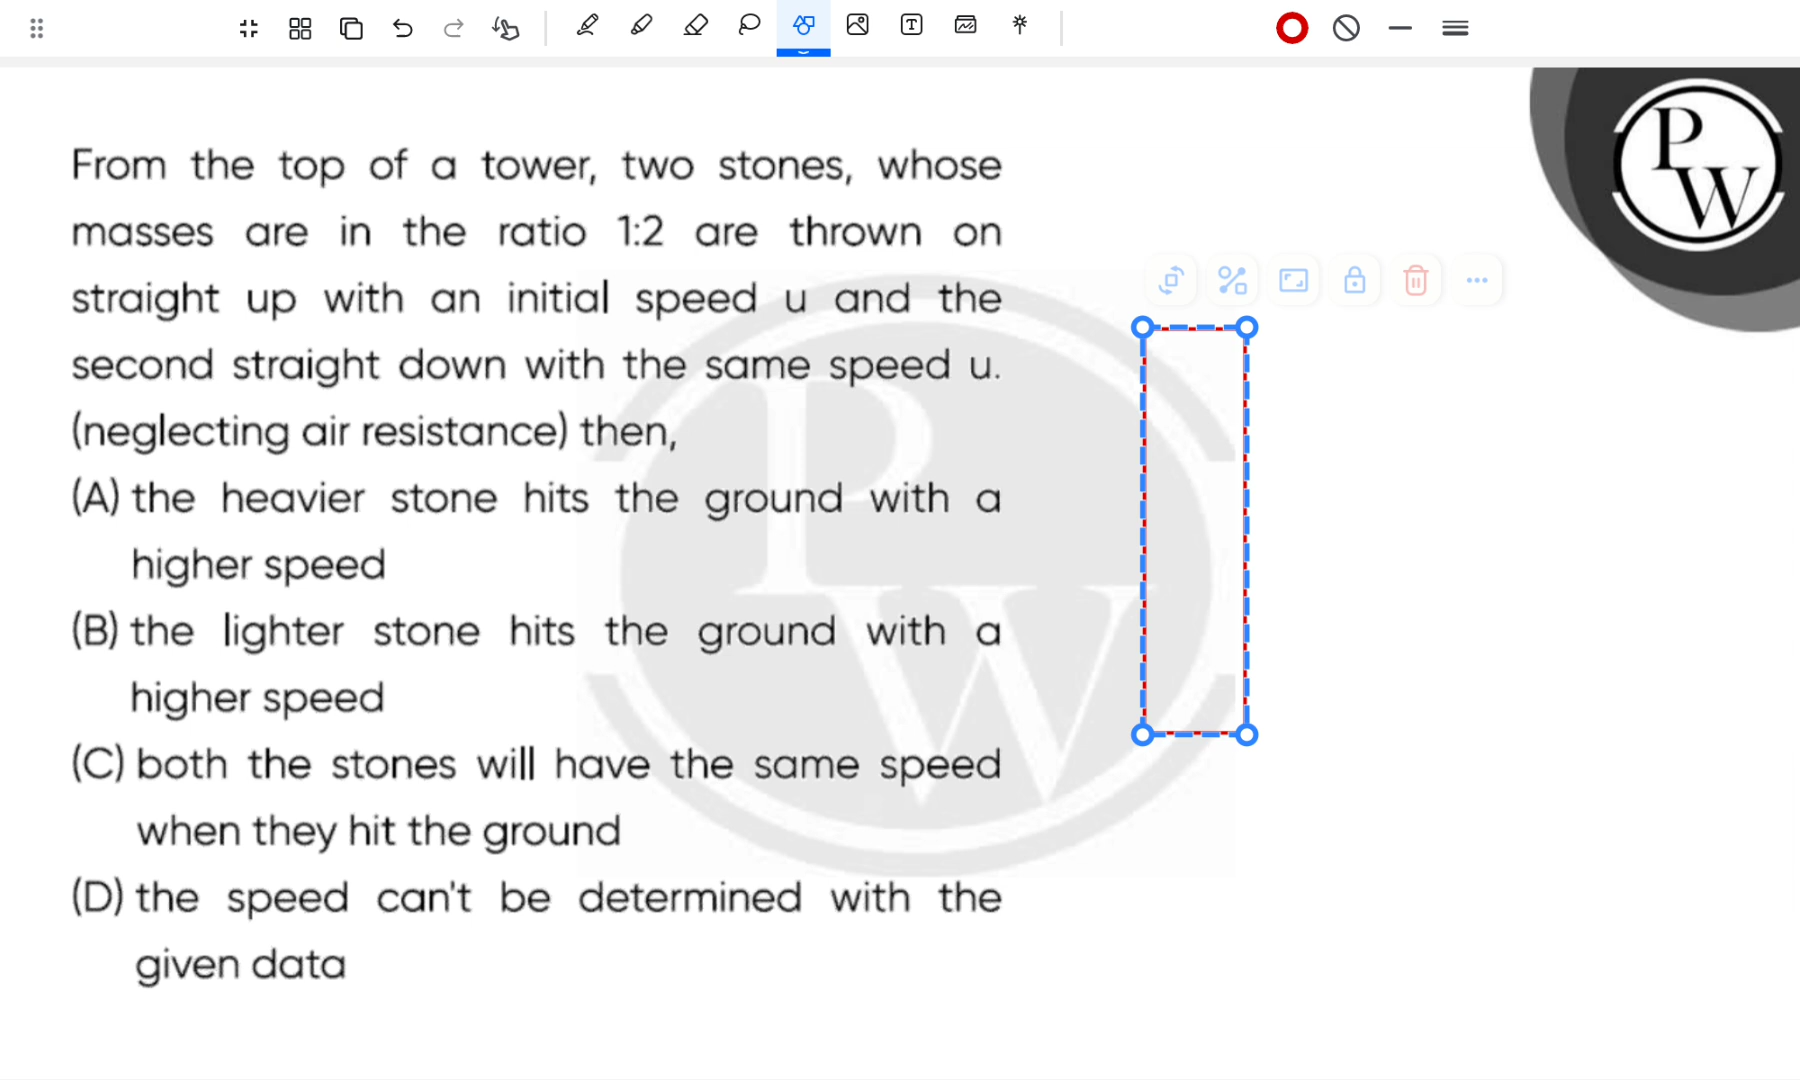 PW
From the top of a tower, two stones, whose
masses are in the ratio 1:2 are thrown on
straight up with an initial speed u and the
second straight down with the same speed u.
(neglecting air resistance) then,
(A) the heavier stone hits the ground with a
higher speed
(B) the lighter stone hits the ground with a
higher speed
(C) both the stones will have the same speed
when they hit the ground
(D) the speed can't be determined with the
given data
PW